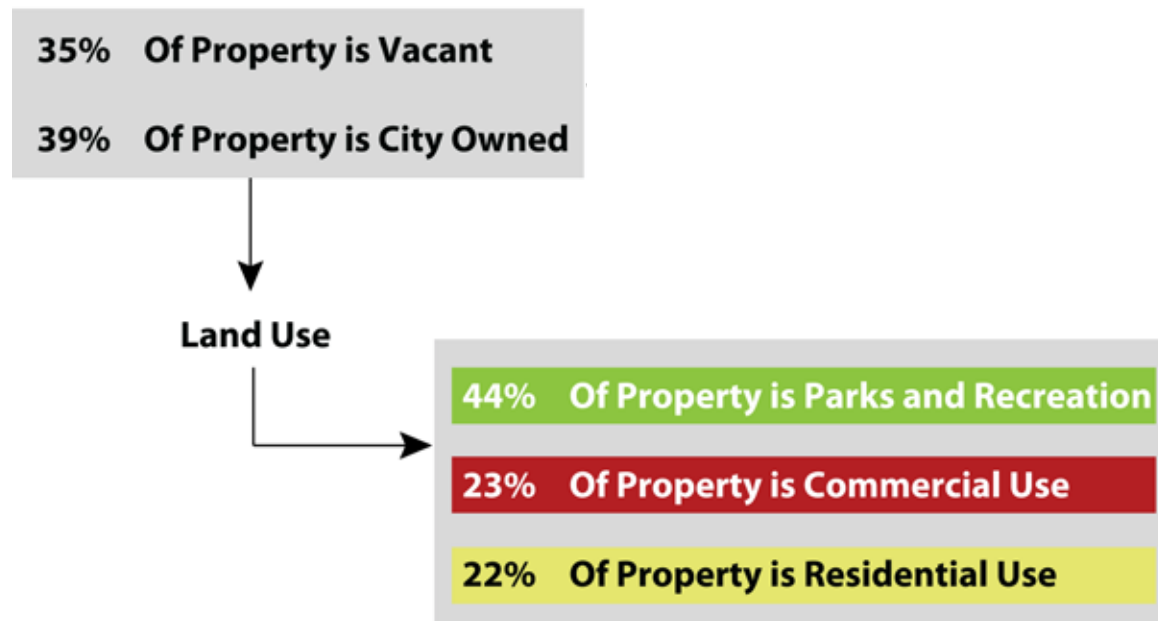 35% Of Property is Vacant
39% Of Property is City Owned
Land Use
44% Of Property is Parks and Recreation
23% Of Property is Commercial Use
22% Of Property is Residential Use